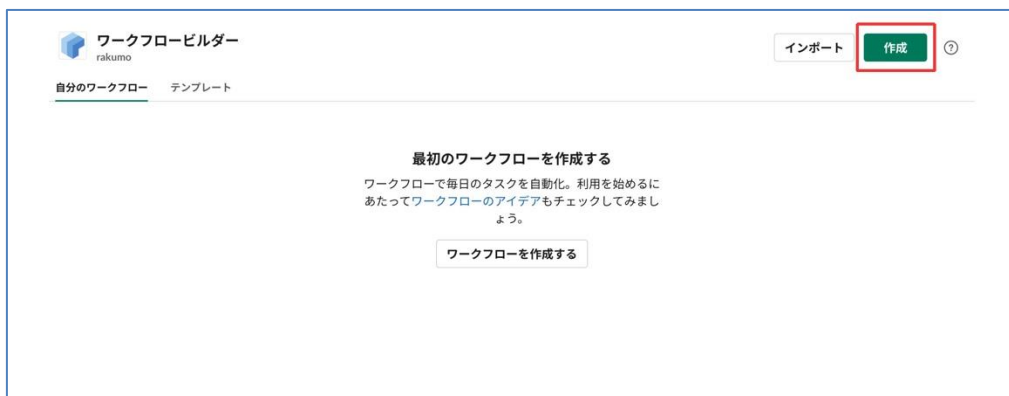 ワークフロービルダー
rakumo
インポート
作成
?
自分のワークフロー
テンプレート
最初のワークフローを作成する
ワークフローで毎日のタスクを自動化。利用を始めるに
あたってワークフローのアイデアもチェックしてみまし
ょう。
ワークフローを作成する